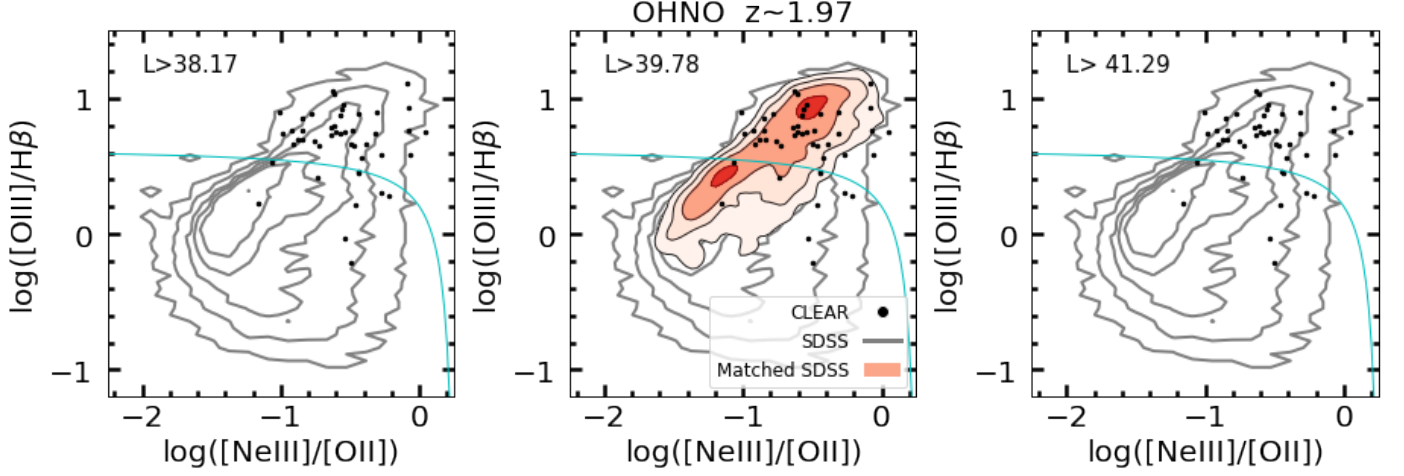 OHNO z~1.97
L>38.17
L>39.78
L> 41.29
log([OIII]/Hβ)
1
0
−1
−2
−1
0
log([NeIII]/[OII])
log([OIII]/Hβ)
1
0
−1
CLEAR
SDSS
Matched SDSS
−2
−1
0
log([NeIII]/[OII])
log([OIII]/Hβ)
1
0
−1
−2
−1
0
log([NeIII]/[OII])